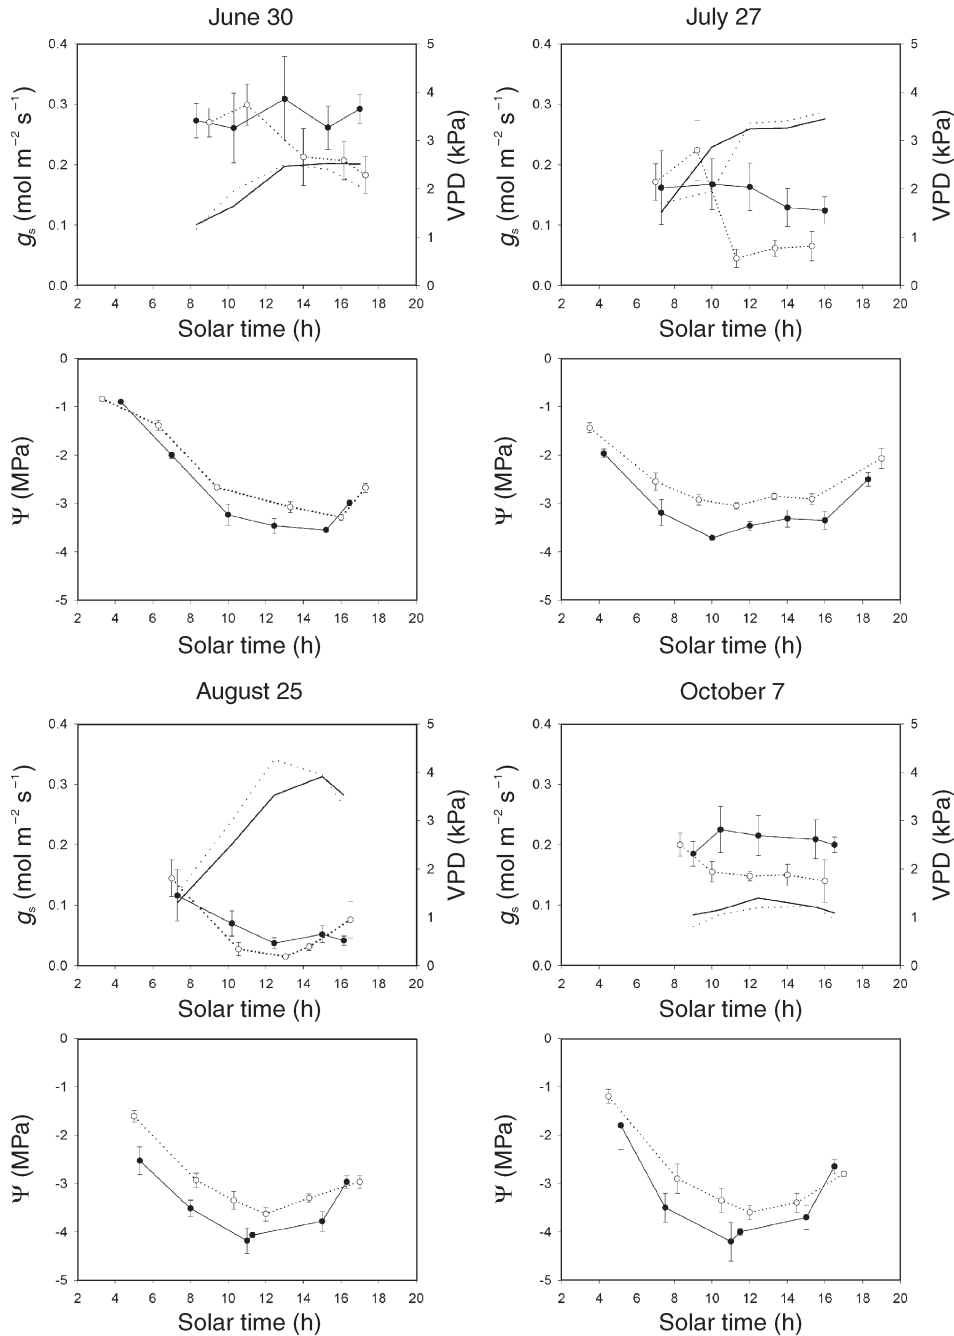 June 30
July 27
0.4
0.3
0.2
0.1
0.0
5
4
3
2
1
0
gs (mol m−2 s−1)
VPD (kPa)
2 4 6 8 10 12 14 16 18 20
Solar time (h)
0.4
0.3
0.2
0.1
0.0
5
4
3
2
1
0
gs (mol m−2 s−1)
VPD (kPa)
2 4 6 8 10 12 14 16 18 20
Solar time (h)
0
-1
-2
-3
-4
-5
Ψ (MPa)
2 4 6 8 10 12 14 16 18 20
Solar time (h)
0
-1
-2
-3
-4
-5
Ψ (MPa)
2 4 6 8 10 12 14 16 18 20
Solar time (h)
August 25
October 7
0.4
0.3
0.2
0.1
0.0
5
4
3
2
1
0
gs (mol m−2 s−1)
VPD (kPa)
2 4 6 8 10 12 14 16 18 20
Solar time (h)
0.4
0.3
0.2
0.1
0.0
5
4
3
2
1
0
gs (mol m−2 s−1)
VPD (kPa)
2 4 6 8 10 12 14 16 18 20
Solar time (h)
0
-1
-2
-3
-4
-5
Ψ (MPa)
2 4 6 8 10 12 14 16 18 20
Solar time (h)
0
-1
-2
-3
-4
-5
Ψ (MPa)
2 4 6 8 10 12 14 16 18 20
Solar time (h)